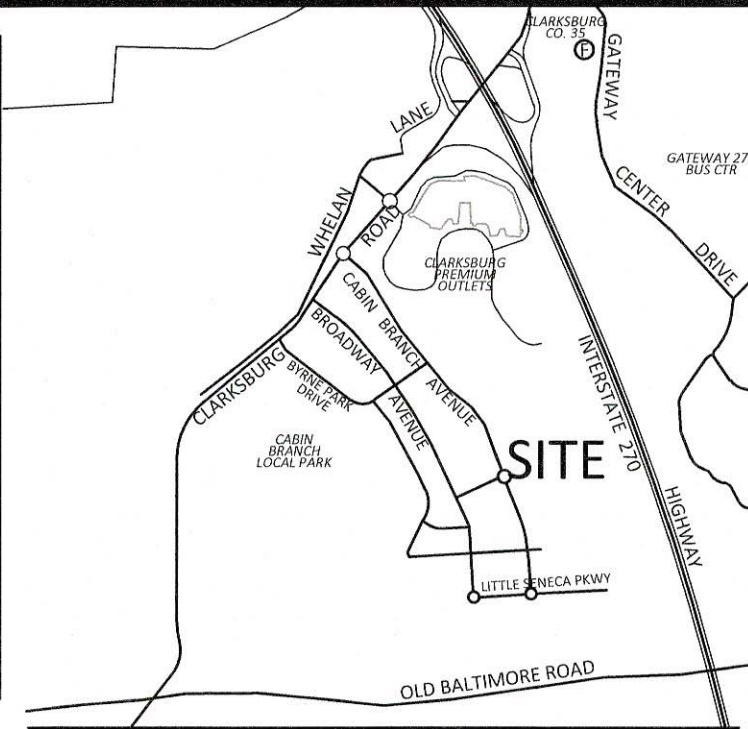 CLARKSBURG
CO. 35
F
GATEWAY
LANE
GATEWAY 27
BUS CTR
CENTER
WHELAN
ROAD
DRIVE
CLARKSBURG
PREMIUM
OUTLETS
CABIN
BRANCH
BROADWAY
INTERSTATE 270
BYRNE PARK
DRIVE
AVENUE
CLARKSBURG
AVENUE
CABIN
BRANCH
LOCAL PARK
SITE
HIGHWAY
LITTLE SENECA PKWY
OLD BALTIMORE ROAD